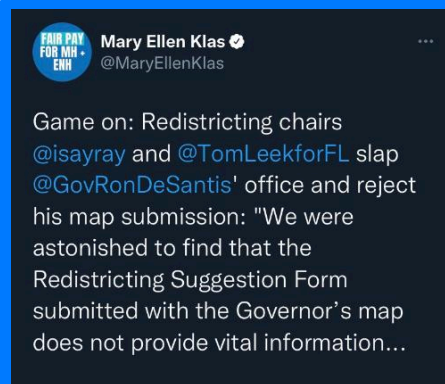 FAIR PAY
FOR MH +
ENH
Mary Ellen Klas
@MaryEllenKlas
Game on: Redistricting chairs
@isayray and @TomLeekforFL slap
@GovRonDeSantis' office and reject
his map submission: "We were
astonished to find that the
Redistricting Suggestion Form
submitted with the Governor's map
does not provide vital information...